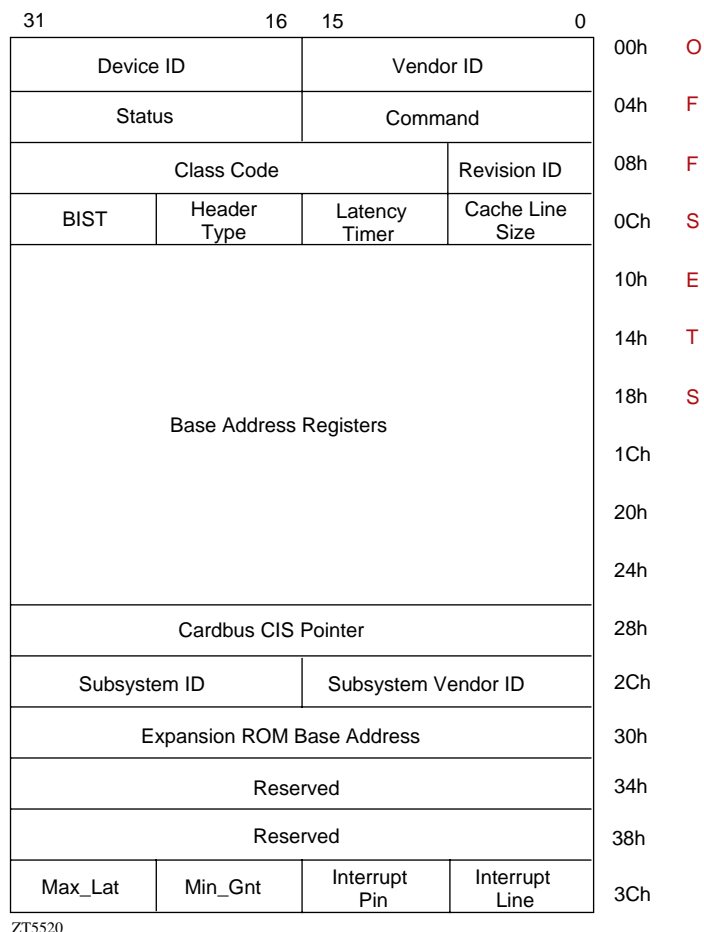 31 16 15 0
Device ID Vendor ID 00h O
Status Command 04h F
Class Code Revision ID 08h F
BIST Header Type Latency Timer Cache Line Size 0Ch S
10h E
14h T
18h S
Base Address Registers
1Ch
20h
24h
Cardbus CIS Pointer 28h
Subsystem ID Subsystem Vendor ID 2Ch
Expansion ROM Base Address 30h
Reserved 34h
Reserved 38h
Max_Lat Min_Gnt Interrupt Pin Interrupt Line 3Ch
ZT5520